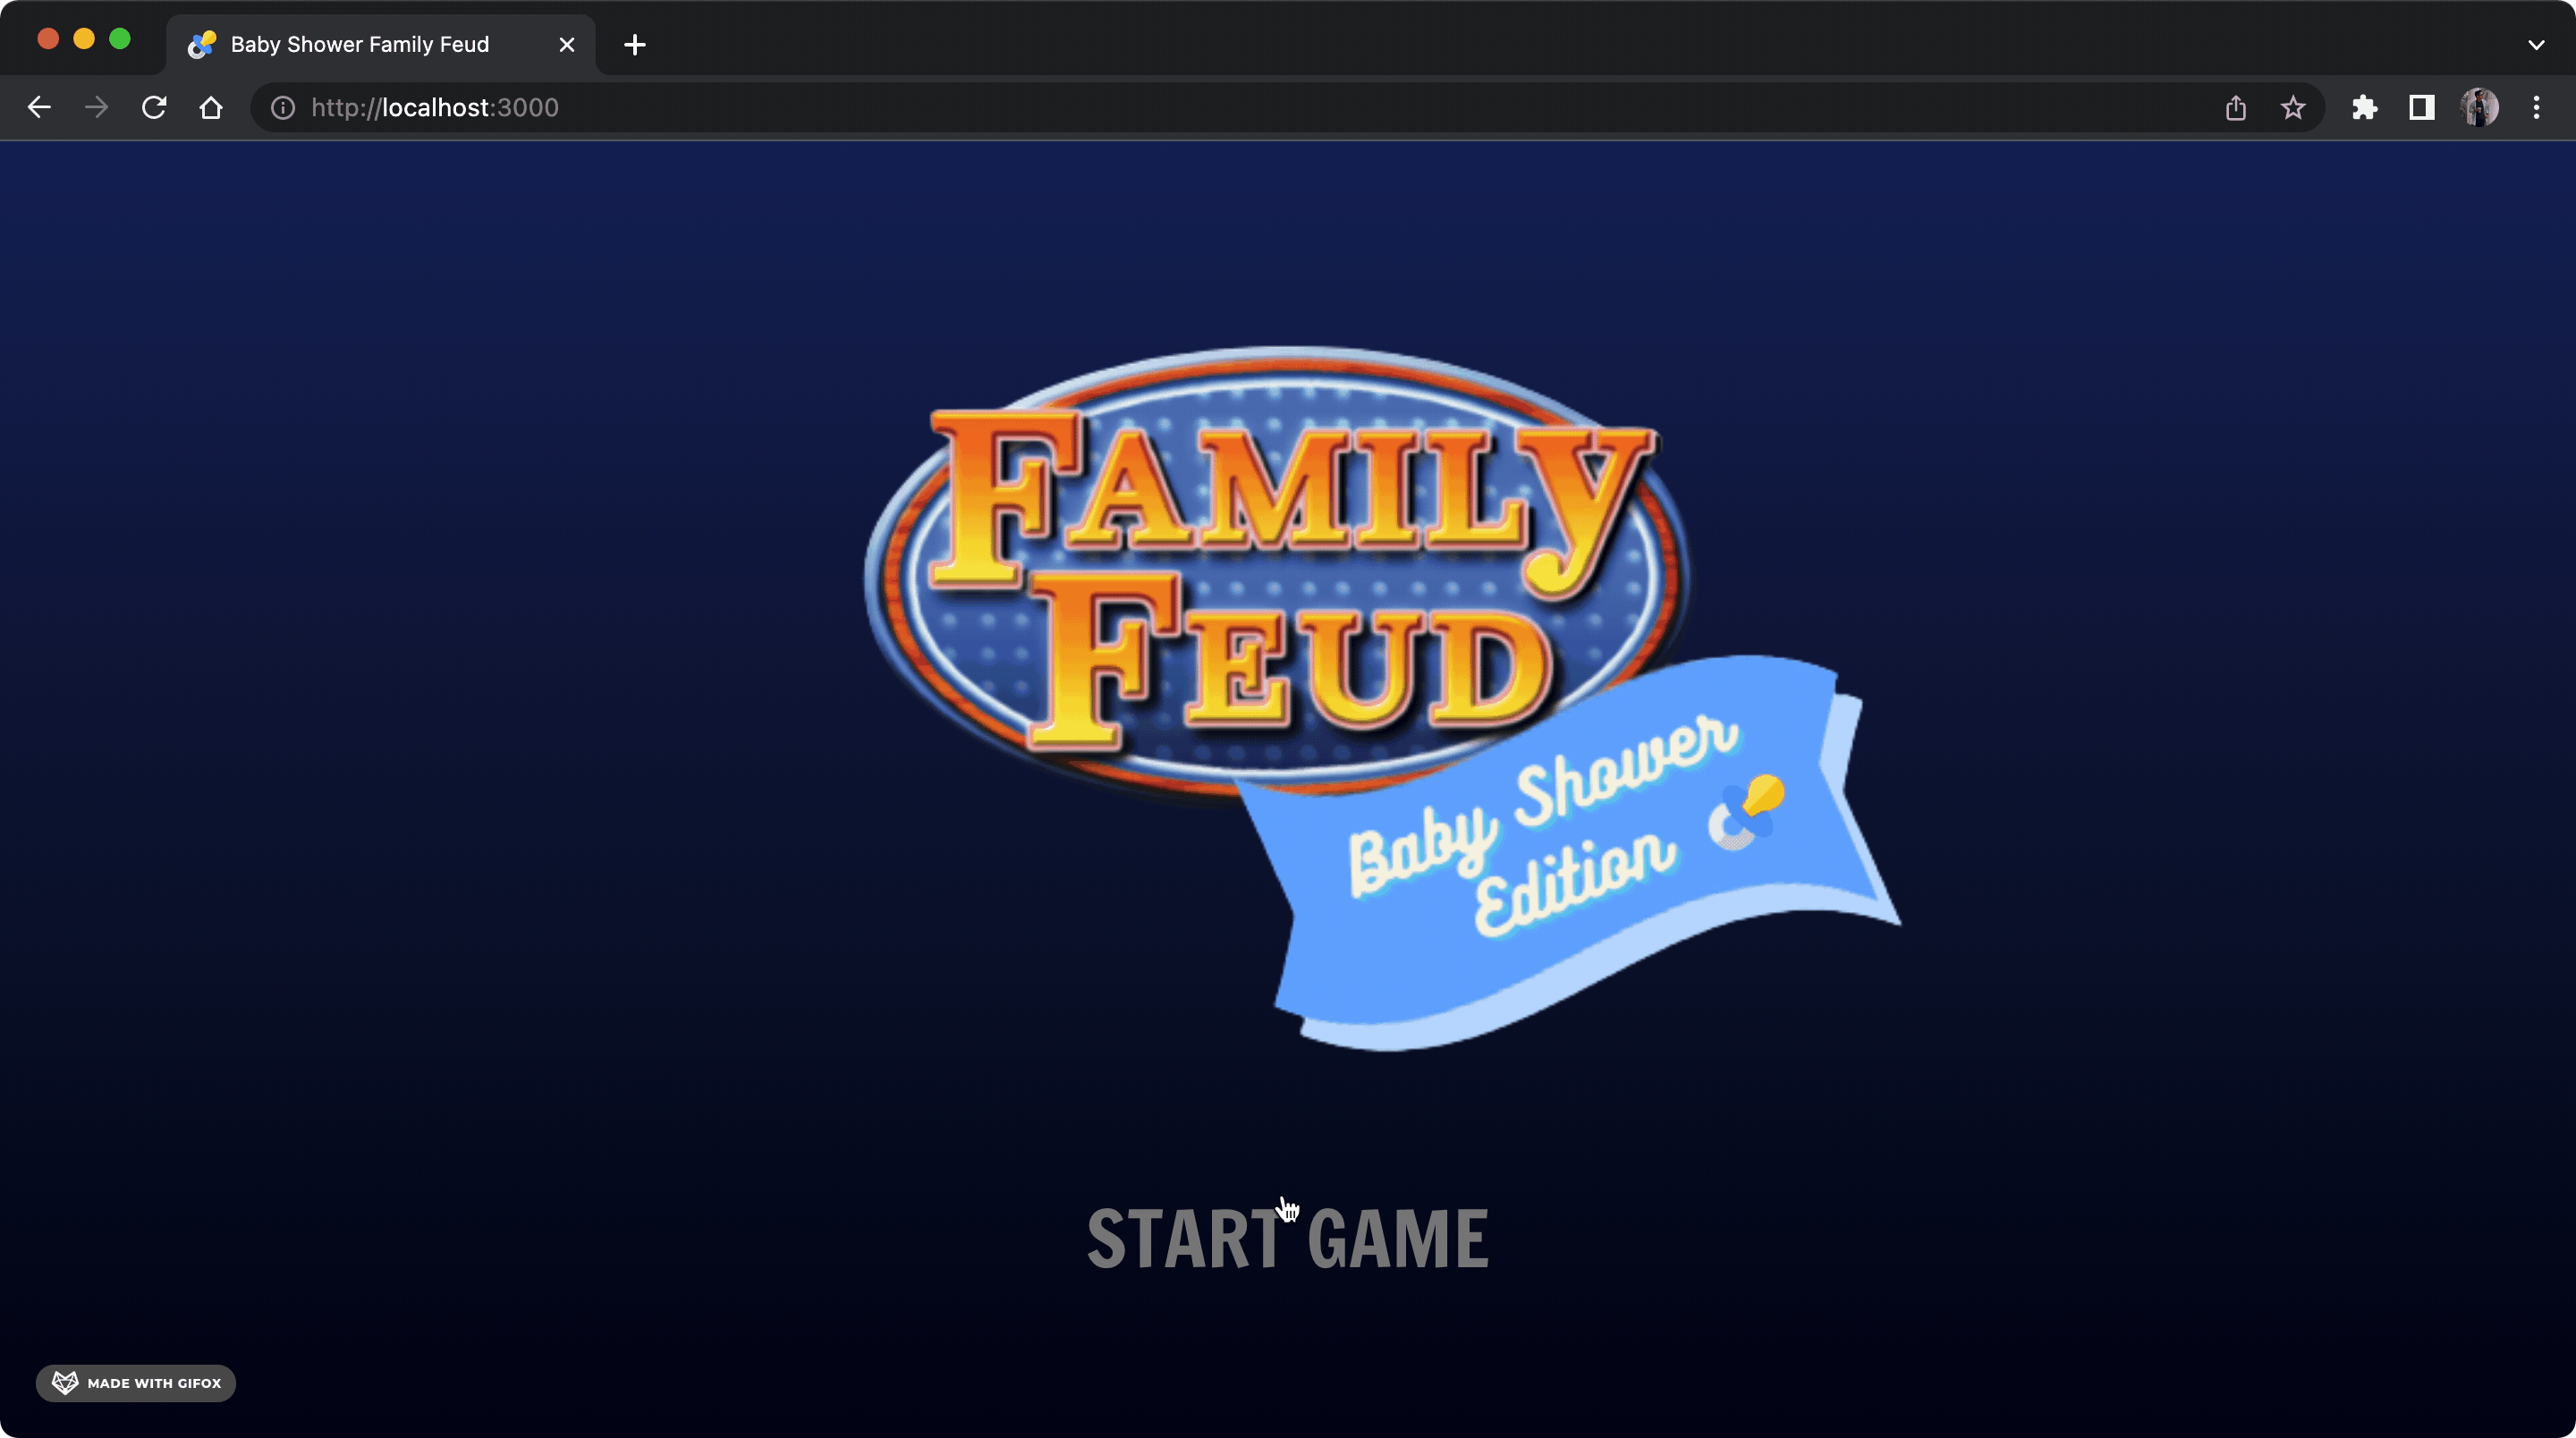 Baby Shower Family Feud
http://localhost:3000
FAMILY
FEUD
Baby Shower
Edition
START GAME
MADE WITH GIFOX